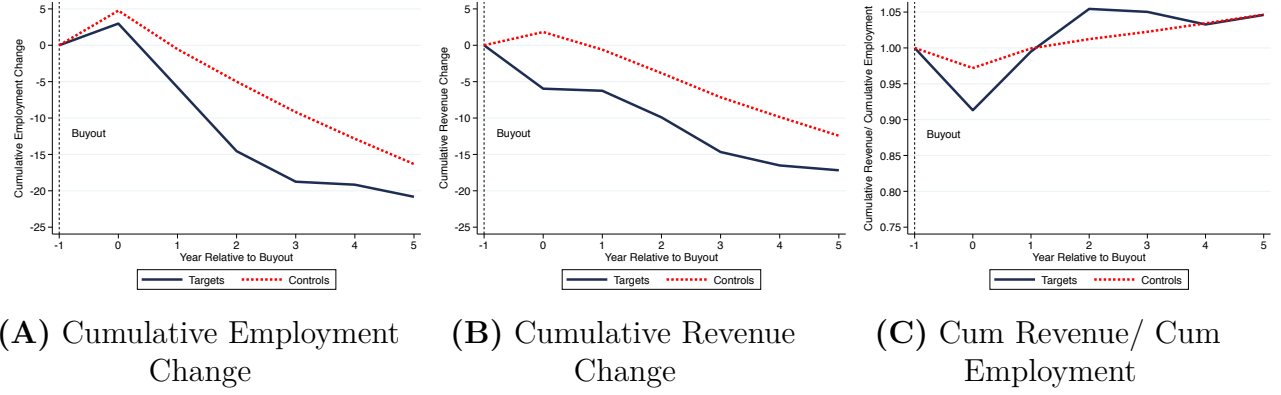 Cumulative Employment Change
5
0
-5
-10
-15
-20
-25
Buyout
-1 0 1 2 3 4 5
Year Relative to Buyout
Targets Controls
(A) Cumulative Employment
Change
Cumulative Revenue Change
5
0
-5
-10
-15
-20
-25
Buyout
-1 0 1 2 3 4 5
Year Relative to Buyout
Targets Controls
(B) Cumulative Revenue
Change
Cumulative Revenue/ Cumulative Employment
1.05
1.00
0.95
0.90
0.85
0.80
0.75
Buyout
-1 0 1 2 3 4 5
Year Relative to Buyout
Targets Controls
(C) Cum Revenue/ Cum
Employment